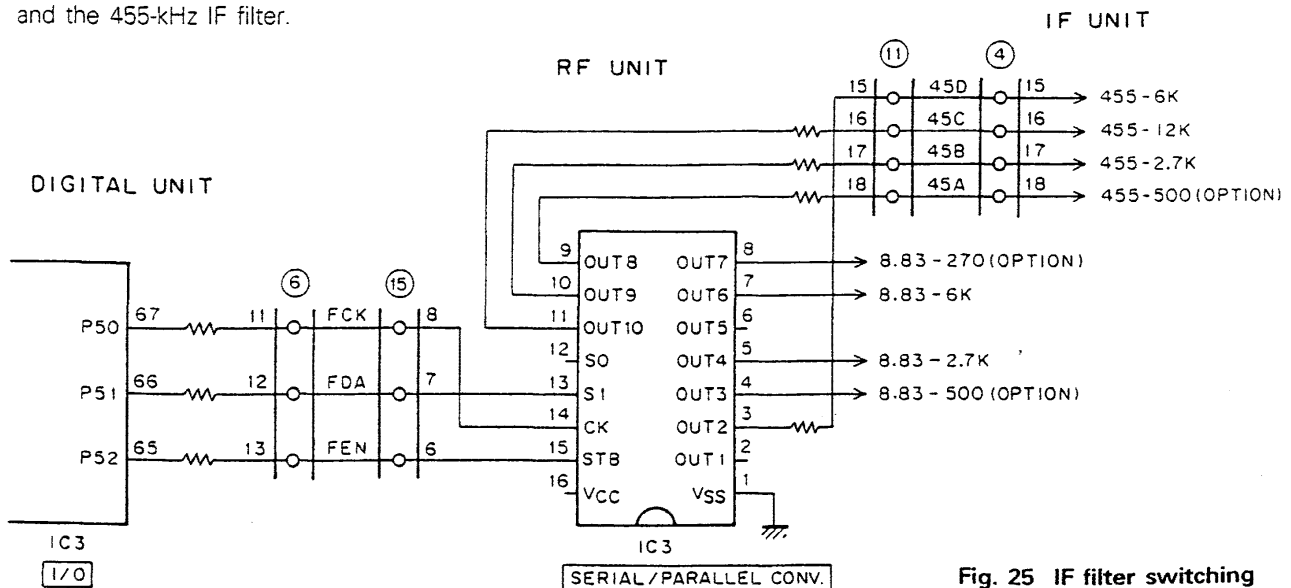 and the 455-kHz IF filter.
IF UNIT
RF UNIT
DIGITAL UNIT
11 4
15 45D 15 455-6K
16 45C 16 455-12K
17 45B 17 455-2.7K
18 45A 18 455-500 (OPTION)
9 OUT8 OUT7 8 8.83-270 (OPTION)
10 OUT9 OUT6 7 8.83-6K
11 OUT10 OUT5 6
12 SO OUT4 5 8.83-2.7K
13 S1 OUT3 4 8.83-500 (OPTION)
14 CK OUT2 3
15 STB OUT1 2
16 VCC VSS 1
6 15
P50 67 11 FCK 8
P51 66 12 FDA 7
P52 65 13 FEN 6
IC3
I/O
IC3
SERIAL/PARALLEL CONV.
Fig. 25 IF filter switching